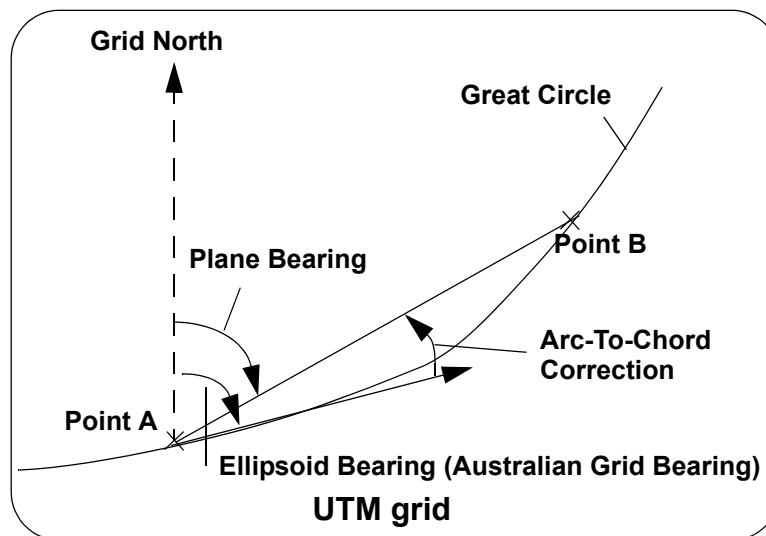 Grid North
Great Circle
Plane Bearing
Point B
Arc-To-Chord
Correction
Point A
Ellipsoid Bearing (Australian Grid Bearing)
UTM grid